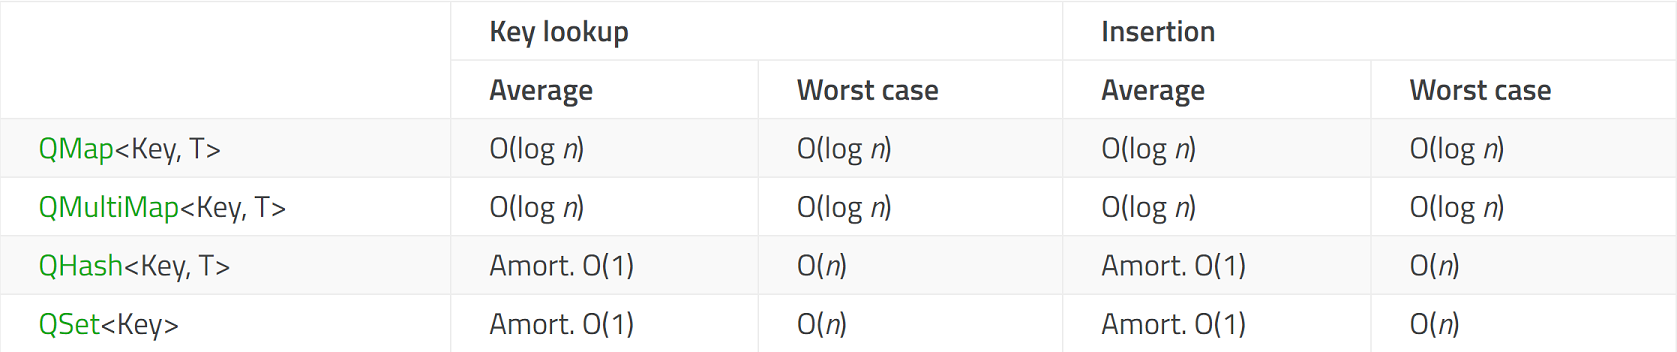 Key lookup Insertion
Average Worst case Average Worst case
QMap<Key, T> O(log n) O(log n) O(log n) O(log n)
QMultiMap<Key, T> O(log n) O(log n) O(log n) O(log n)
QHash<Key, T> Amort. O(1) O(n) Amort. O(1) O(n)
QSet<Key> Amort. O(1) O(n) Amort. O(1) O(n)